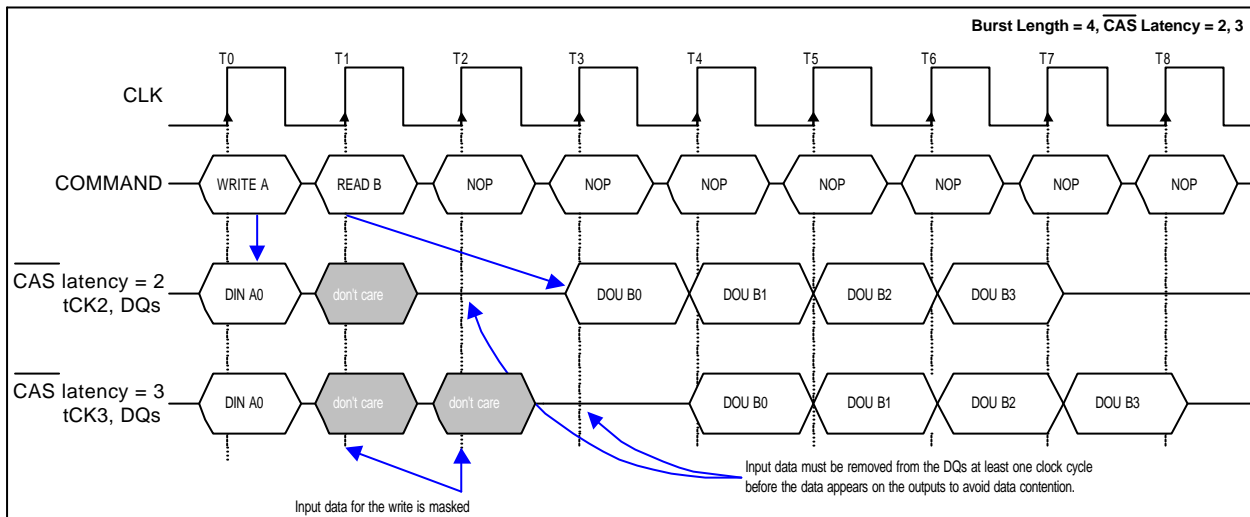 Burst Length = 4, CAS Latency = 2, 3
T0 T1 T2 T3 T4 T5 T6 T7 T8
CLK
COMMAND WRITE A READ B NOP NOP NOP NOP NOP NOP NOP
CAS latency = 2
tCK2, DQs
DIN A0 don't care DOU B0 DOU B1 DOU B2 DOU B3
CAS latency = 3
tCK3, DQs
DIN A0 don't care don't care DOU B0 DOU B1 DOU B2 DOU B3
Input data for the write is masked
Input data must be removed from the DQs at least one clock cycle
before the data appears on the outputs to avoid data contention.